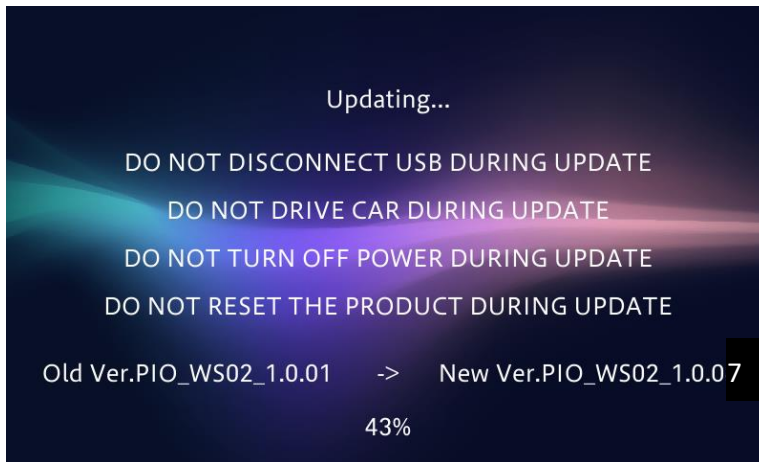 Updating...
DO NOT DISCONNECT USB DURING UPDATE
DO NOT DRIVE CAR DURING UPDATE
DO NOT TURN OFF POWER DURING UPDATE
DO NOT RESET THE PRODUCT DURING UPDATE
Old Ver.PIO_WS02_1.0.01 -> New Ver.PIO_WS02_1.0.07
43%